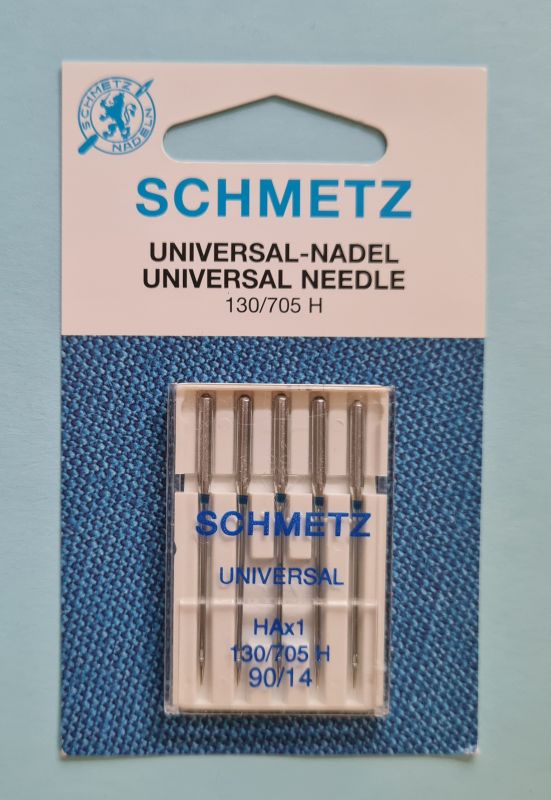 SCHMETZ
NADELN
SCHMETZ
UNIVERSAL-NADEL
UNIVERSAL NEEDLE
130/705 H
SCHMETZ
UNIVERSAL
HAx1
130/705 H
90/14